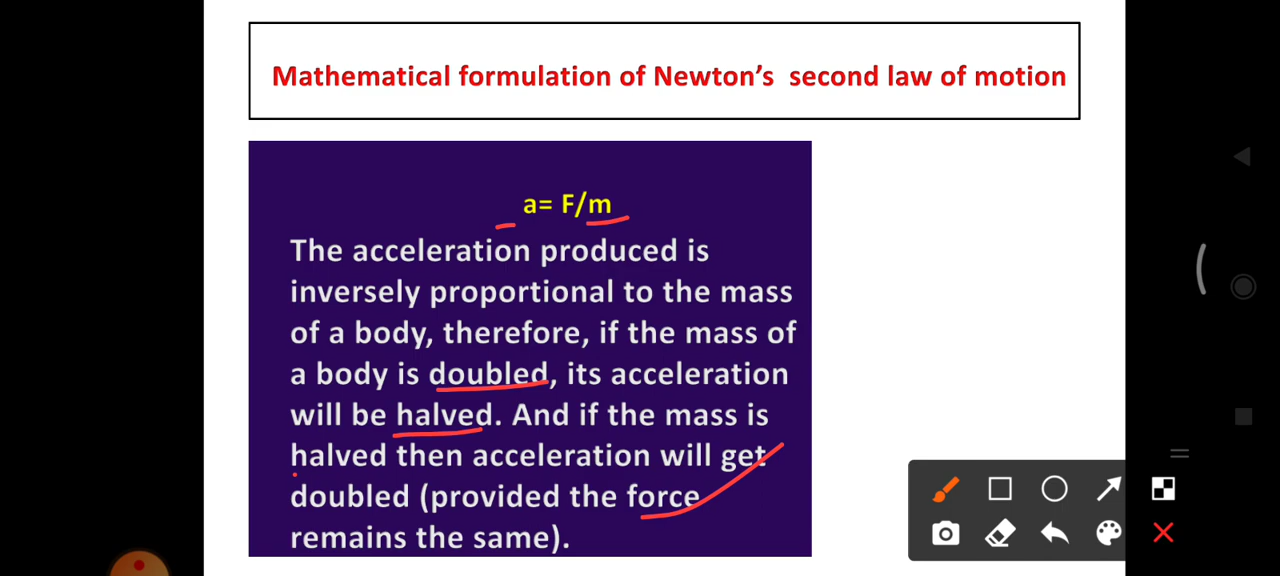 Mathematical formulation of Newton’s second law of motion
a= F/m
The acceleration produced is
inversely proportional to the mass
of a body, therefore, if the mass of
a body is doubled, its acceleration
will be halved. And if the mass is
halved then acceleration will get
doubled (provided the force
remains the same).